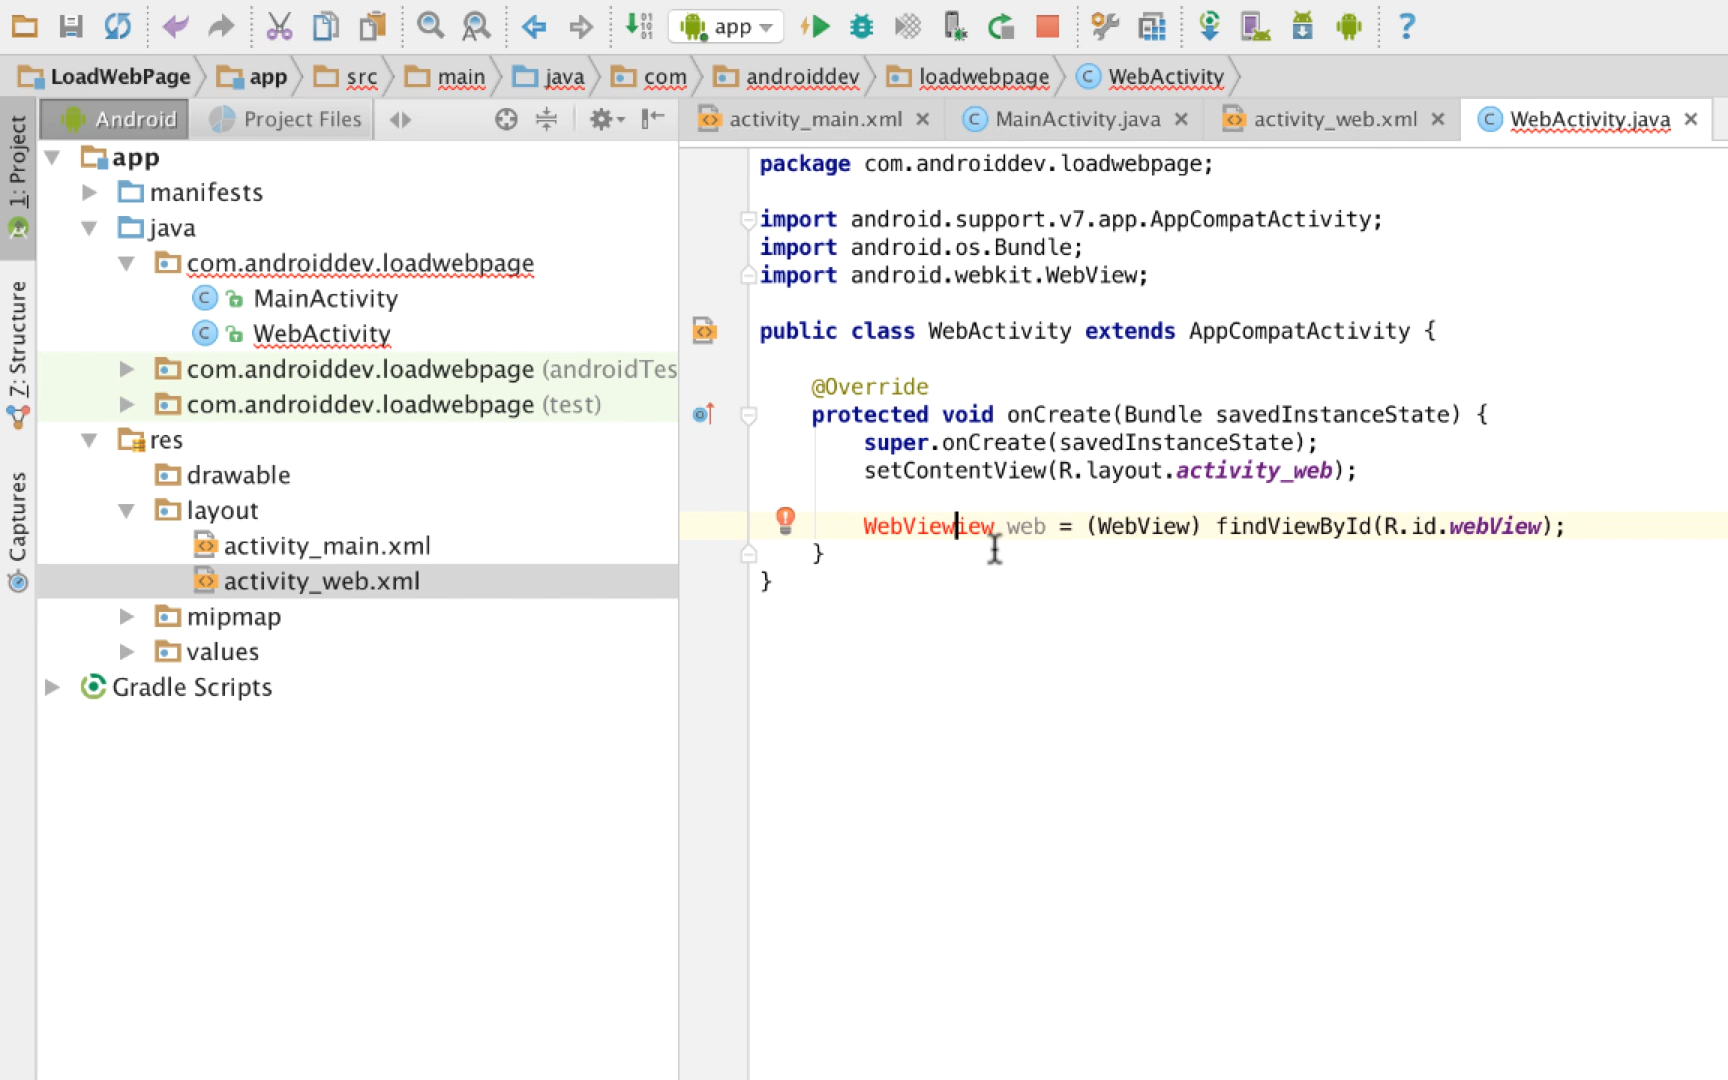 app
?
LoadWebPage app src main java com androiddev loadwebpage WebActivity
1: Project
Z: Structure
Captures
Android Project Files
app
manifests
java
com.androiddev.loadwebpage
MainActivity
WebActivity
com.androiddev.loadwebpage (androidTes
com.androiddev.loadwebpage (test)
res
drawable
layout
activity_main.xml
activity_web.xml
mipmap
values
Gradle Scripts
activity_main.xml MainActivity.java activity_web.xml WebActivity.java
package com.androiddev.loadwebpage;
import android.support.v7.app.AppCompatActivity;
import android.os.Bundle;
import android.webkit.WebView;
public class WebActivity extends AppCompatActivity {
@Override
protected void onCreate(Bundle savedInstanceState) {
super.onCreate(savedInstanceState);
setContentView(R.layout.activity_web);
WebViewiew web = (WebView) findViewById(R.id.webView);
}
}